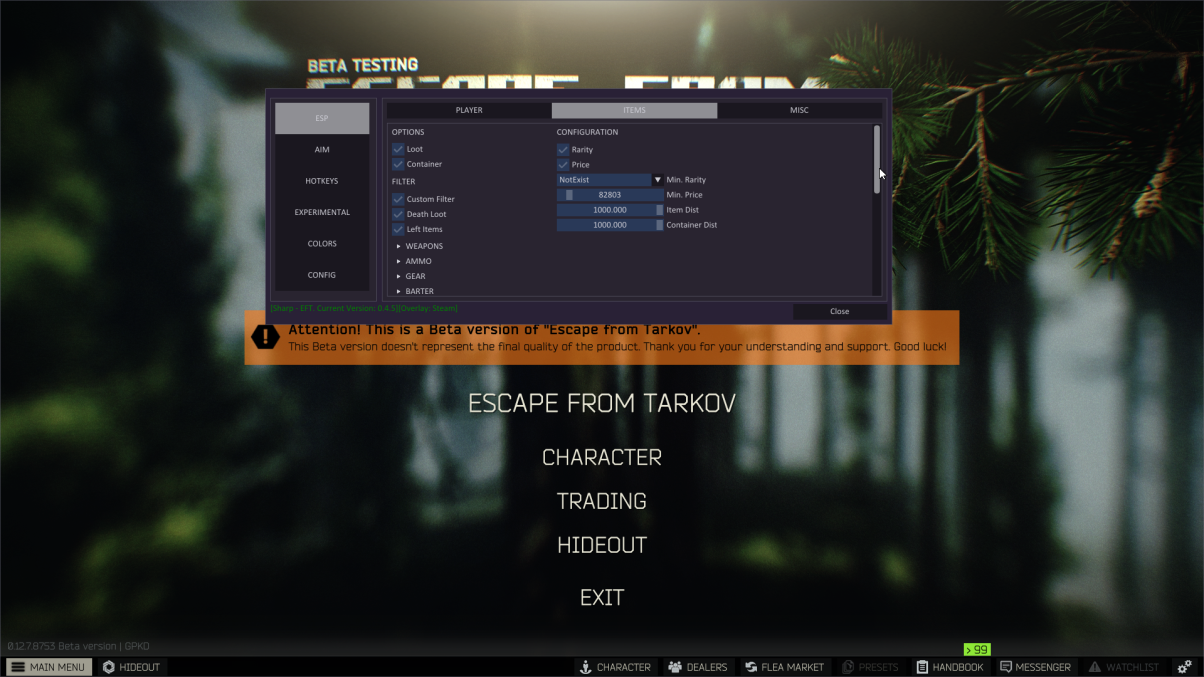 BETA TESTING
ESCAPE FROM
ESP
AIM
HOTKEYS
EXPERIMENTAL
COLORS
CONFIG
PLAYER
ITEMS
MISC
OPTIONS
Loot
Container
FILTER
Custom Filter
Death Loot
Left Items
WEAPONS
AMMO
GEAR
BARTER
CONFIGURATION
Rarity
Price
NotExist Min. Rarity
82803 Min. Price
1000.000 Item Dist
1000.000 Container Dist
[Sharp - EFT. Current Version: 0.4.5][Overlay: Steam]
Close
Attention! This is a Beta version of "Escape from Tarkov".
This Beta version doesn't represent the final quality of the product. Thank you for your understanding and support. Good luck!
ESCAPE FROM TARKOV
CHARACTER
TRADING
HIDEOUT
EXIT
0.12.7.8753 Beta version | GPKD
> 99
MAIN MENU
HIDEOUT
CHARACTER
DEALERS
FLEA MARKET
PRESETS
HANDBOOK
MESSENGER
WATCHLIST